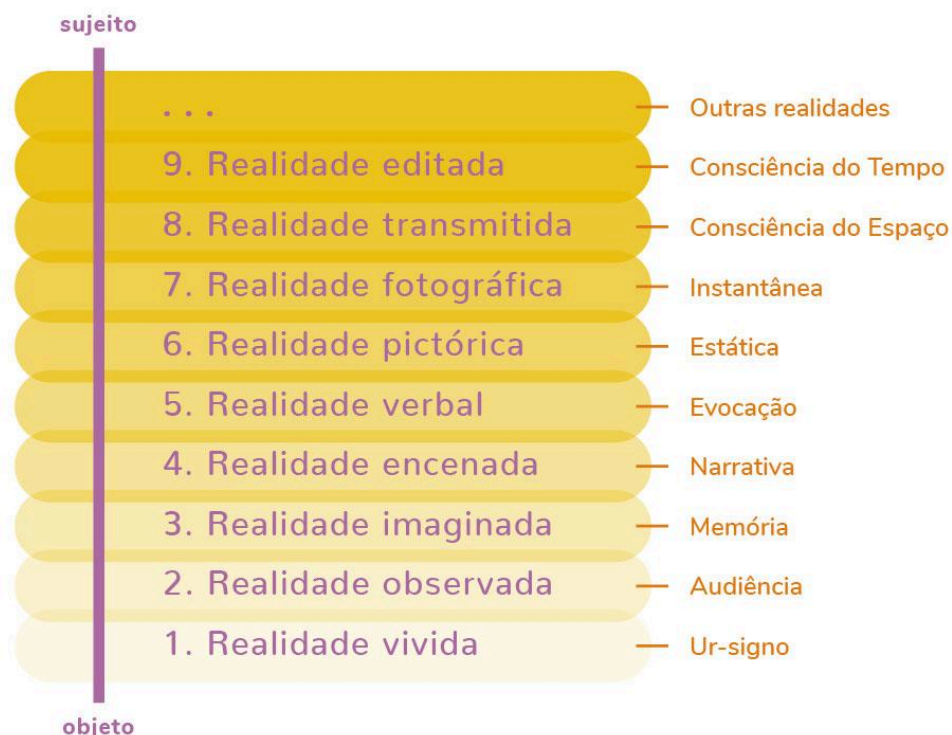 sujeito
. . . Outras realidades
9. Realidade editada Consciência do Tempo
8. Realidade transmitida Consciência do Espaço
7. Realidade fotográfica Instantânea
6. Realidade pictórica Estática
5. Realidade verbal Evocação
4. Realidade encenada Narrativa
3. Realidade imaginada Memória
2. Realidade observada Audiência
1. Realidade vivida Ur-signo
objeto